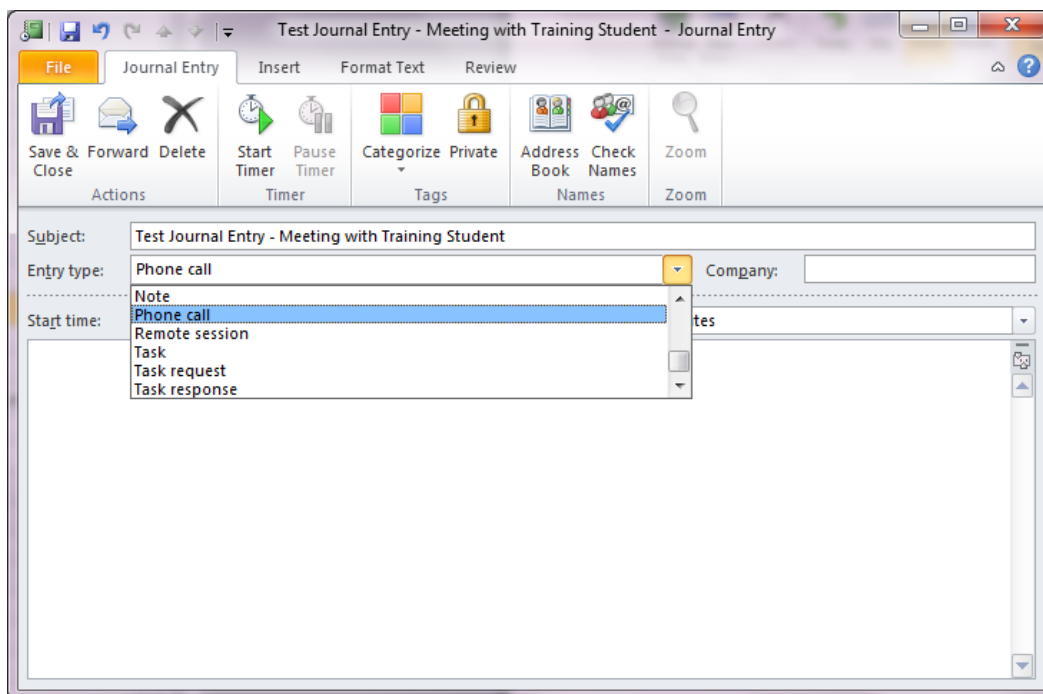 Test Journal Entry - Meeting with Training Student - Journal Entry
File Journal Entry Insert Format Text Review
Save & Close Forward Delete Start Timer Pause Timer Categorize Private Address Book Check Names Zoom
Actions Timer Tags Names Zoom
Subject: Test Journal Entry - Meeting with Training Student
Entry type: Phone call Company:
Note
Phone call
Start time: tes
Remote session
Task
Task request
Task response